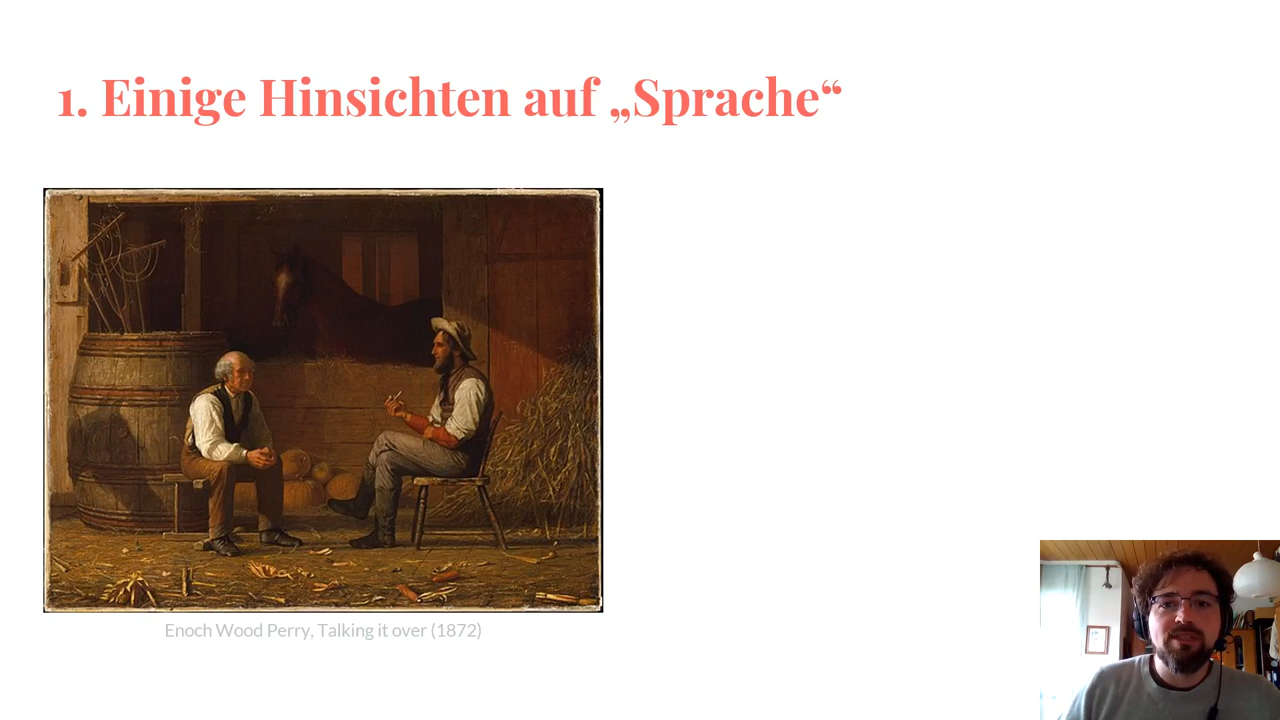 1. Einige Hinsichten auf „Sprache“
Enoch Wood Perry, Talking it over (1872)